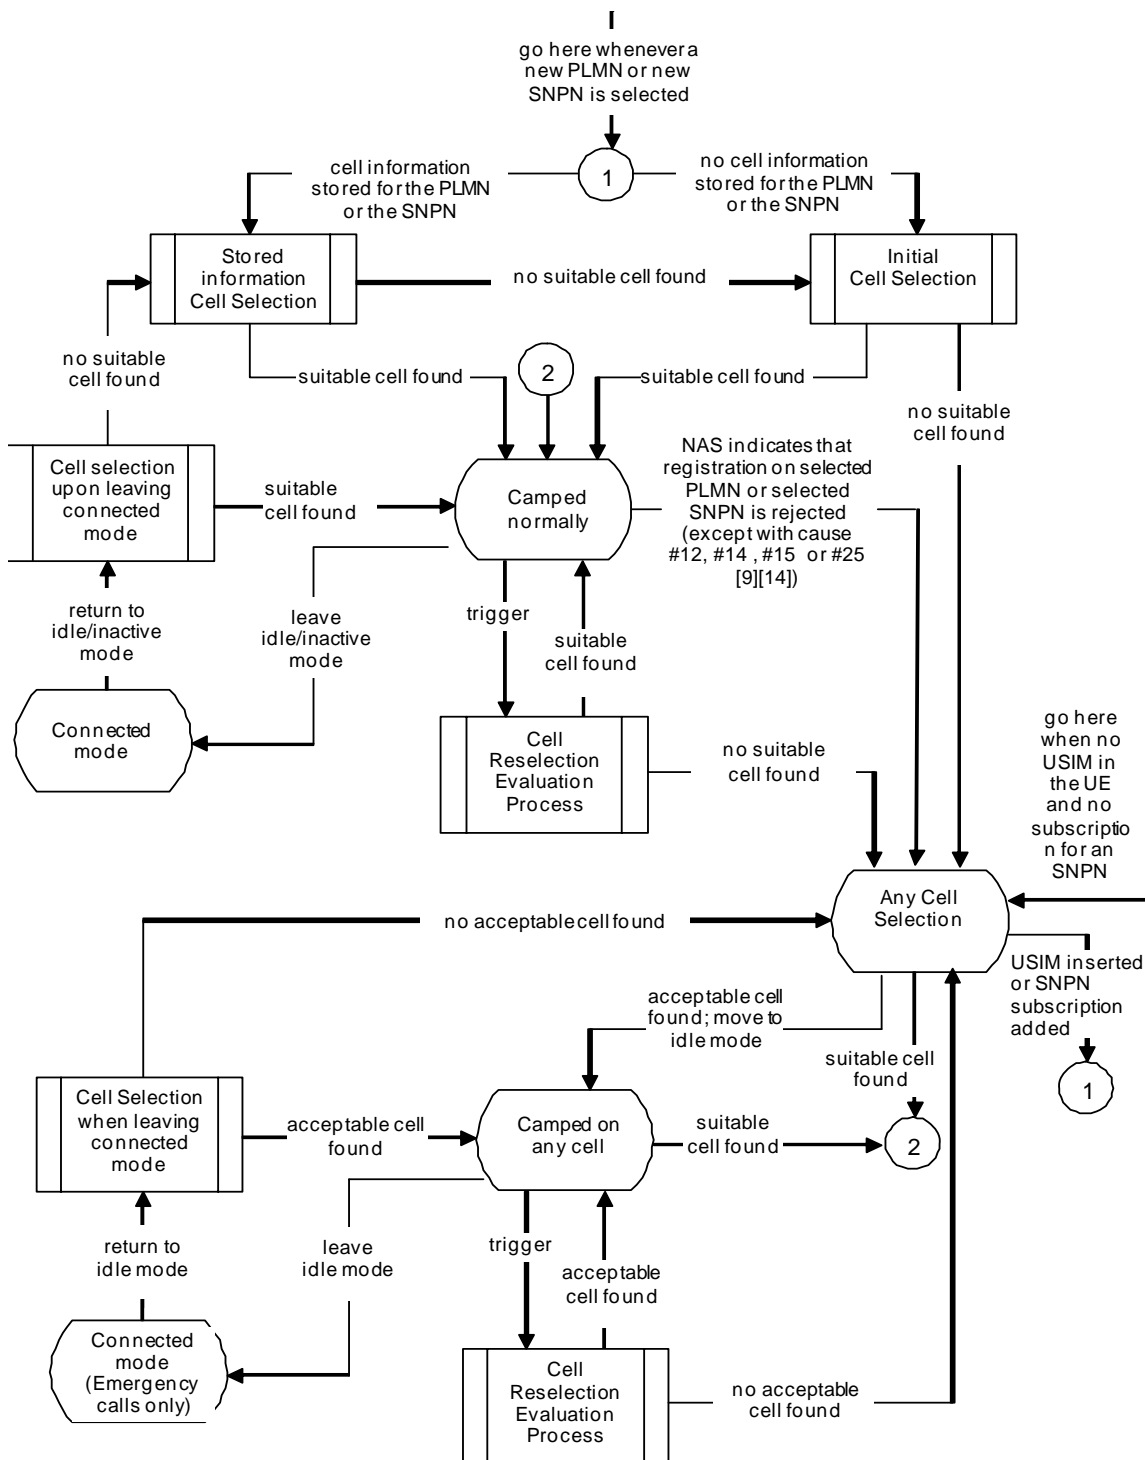 go here whenever a
new PLMN or new
SNPN is selected
1
cell information
stored for the PLMN
or the SNPN
no cell information
stored for the PLMN
or the SNPN
Stored
information
Cell Selection
no suitable cell found
Initial
Cell Selection
no suitable
cell found
suitable cell found
2
suitable cell found
no suitable
cell found
Cell selection
upon leaving
connected
mode
suitable
cell found
Camped
normally
NAS indicates that
registration on selected
PLMN or selected
SNPN is rejected
(except with cause
#12, #14 , #15 or #25
[9][14])
return to
idle/inactive
mode
leave
idle/inactive
mode
trigger
suitable
cell found
Connected
mode
Cell
Reselection
Evaluation
Process
no suitable
cell found
go here
when no
USIM in
the UE
and no
subscriptio
n for an
SNPN
Any Cell
Selection
no acceptable cell found
USIM inserted
or SNPN
subscription
added
acceptable cell
found; move to
idle mode
suitable cell
found
1
Cell Selection
when leaving
connected
mode
acceptable cell
found
Camped on
any cell
suitable
cell found
2
return to
idle mode
leave
idle mode
trigger
acceptable
cell found
Connected
mode
(Emergency
calls only)
Cell
Reselection
Evaluation
Process
no acceptable
cell found